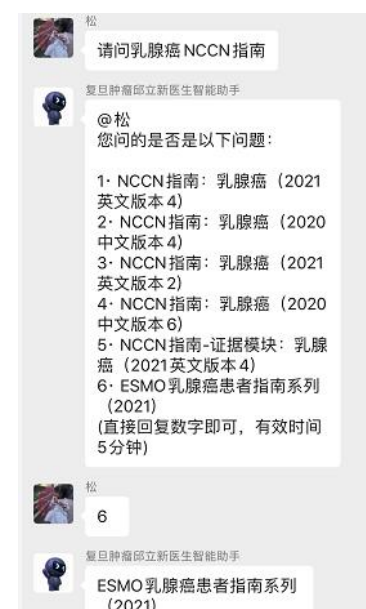 松
请问乳腺癌NCCN指南
复旦肿瘤邱立新医生智能助手
@松
您问的是否是以下问题：
1· NCCN指南：乳腺癌（2021
英文版本4）
2· NCCN指南：乳腺癌（2020
中文版本4）
3· NCCN指南：乳腺癌（2021
英文版本2）
4· NCCN指南：乳腺癌（2020
中文版本6）
5· NCCN指南-证据模块：乳腺
癌（2021英文版本4）
6· ESMO乳腺癌患者指南系列
（2021）
(直接回复数字即可，有效时间
5分钟)
松
6
复旦肿瘤邱立新医生智能助手
ESMO乳腺癌患者指南系列
（2021）